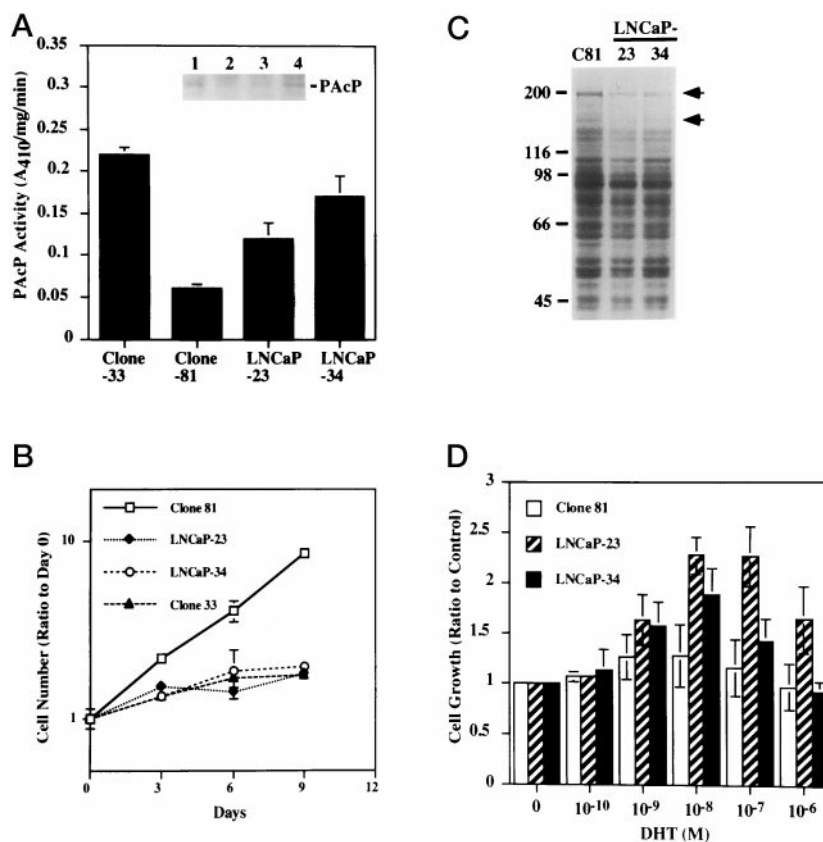 A
0.35
0.3
0.25
0.2
0.15
0.1
0.05
0
PAcP Activity (A410/mg/min)
1 2 3 4
-PAcP
Clone -33
Clone -81
LNCaP -23
LNCaP -34
C
LNCaP-
C81 23 34
200
116
98
66
45
B
10
1
Cell Number (Ratio to Day 0)
Clone 81
LNCaP-23
LNCaP-34
Clone 33
0 3 6 9 12
Days
D
3
2.5
2
1.5
1
0.5
0
Cell Growth (Ratio to Control)
Clone 81
LNCaP-23
LNCaP-34
0 10-10 10-9 10-8 10-7 10-6
DHT (M)